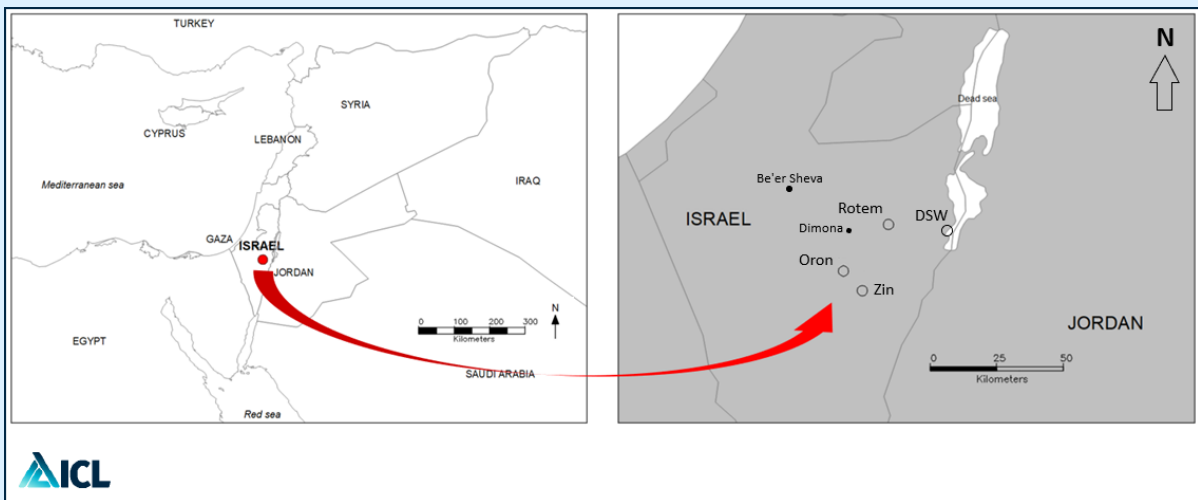 TURKEY
SYRIA
CYPRUS
LEBANON
Mediterranean sea
IRAQ
GAZA
ISRAEL
JORDAN
N
0 100 200 300
Kilometers
EGYPT
SAUDI ARABIA
Red sea
N
Dead sea
Be'er Sheva
ISRAEL
Rotem
DSW
Dimona
Oron
Zin
JORDAN
0 25 50
Kilometers
ICL